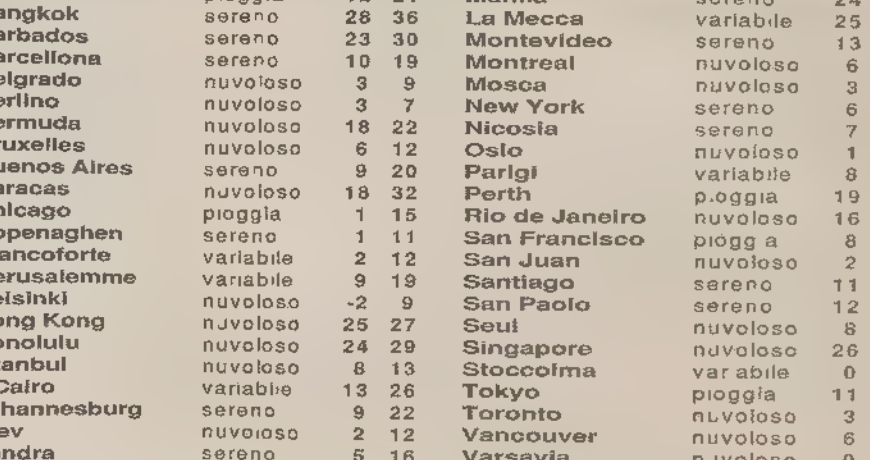 angkok sereno 28 36
arbados sereno 23 30
arcellona sereno 10 19
elgrado nuvoloso 3 9
erlino nuvoloso 3 7
ermuda nuvoloso 18 22
ruxelles nuvoloso 6 12
uenos Aires sereno 9 20
aracas nuvoloso 18 32
hicago pioggia 1 15
openaghen sereno 1 11
ancoforte variabile 2 12
erusalemme variabile 9 19
elsinki nuvoloso -2 9
ong Kong nuvoloso 25 27
onolulu nuvoloso 24 29
tanbul nuvoloso 8 13
Cairo variabile 13 26
hannesburg sereno 9 22
ev nuvoloso 2 12
ndra sereno 5 16
La Mecca variabile 25
Montevideo sereno 13
Montreal nuvoloso 6
Mosca nuvoloso 3
New York sereno 6
Nicosia sereno 7
Oslo nuvoloso 1
Parigi variabile 8
Perth pioggia 19
Rio de Janeiro nuvoloso 16
San Francisco pioggia 8
San Juan nuvoloso 2
Santiago sereno 11
San Paolo sereno 12
Seul nuvoloso 8
Singapore nuvoloso 26
Stoccolma variabile 0
Tokyo pioggia 11
Toronto nuvoloso 3
Vancouver nuvoloso 6
Varsavia nuvoloso